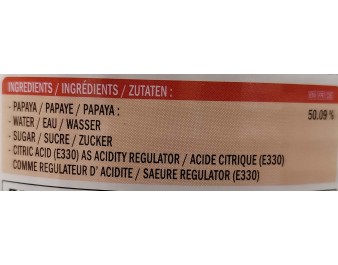 INGREDIENTS / INGRÉDIENTS / ZUTATEN :
- PAPAYA / PAPAYE / PAPAYA : 50.09 %
- WATER / EAU / WASSER
- SUGAR / SUCRE / ZUCKER
- CITRIC ACID (E330) AS ACIDITY REGULATOR / ACIDE CITRIQUE (E330)
COMME REGULATEUR D' ACIDITE / SAEURE REGULATOR (E330)